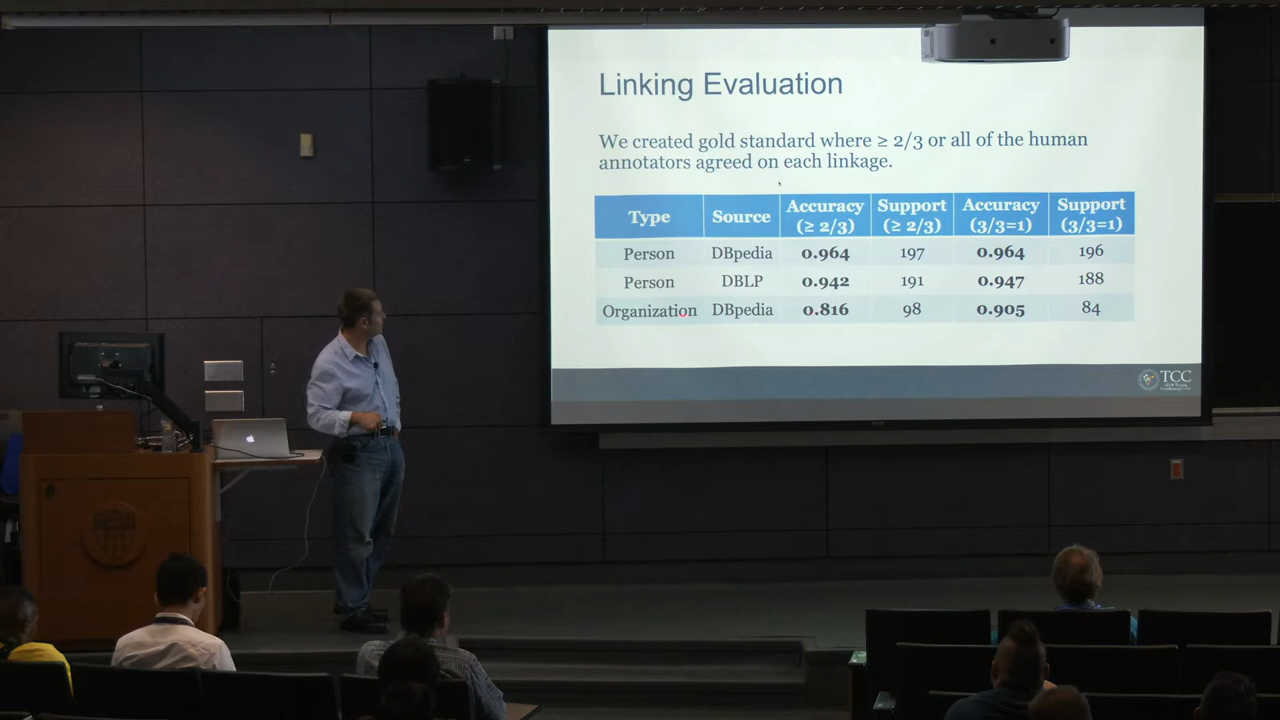 Linking Evaluation
We created gold standard where ≥ 2/3 or all of the human
annotators agreed on each linkage.
Type Source Accuracy (≥ 2/3) Support (≥ 2/3) Accuracy (3/3=1) Support (3/3=1)
Person DBpedia 0.964 197 0.964 196
Person DBLP 0.942 191 0.947 188
Organization DBpedia 0.816 98 0.905 84
TCC